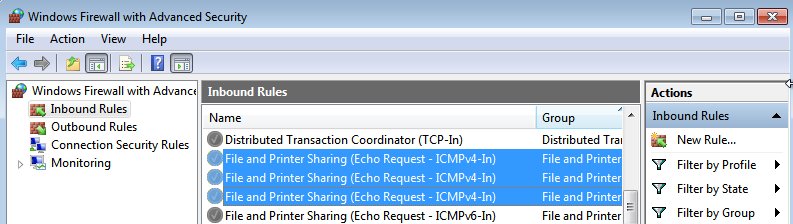 Windows Firewall with Advanced Security
File Action View Help
Windows Firewall with Advance
Inbound Rules
Outbound Rules
Connection Security Rules
Monitoring
Inbound Rules
Name Group
Distributed Transaction Coordinator (TCP-In) Distributed Tran
File and Printer Sharing (Echo Request - ICMPv4-In) File and Printer
File and Printer Sharing (Echo Request - ICMPv4-In) File and Printer
File and Printer Sharing (Echo Request - ICMPv4-In) File and Printer
File and Printer Sharing (Echo Request - ICMPv6-In) File and Printer
Actions
Inbound Rules
New Rule...
Filter by Profile
Filter by State
Filter by Group